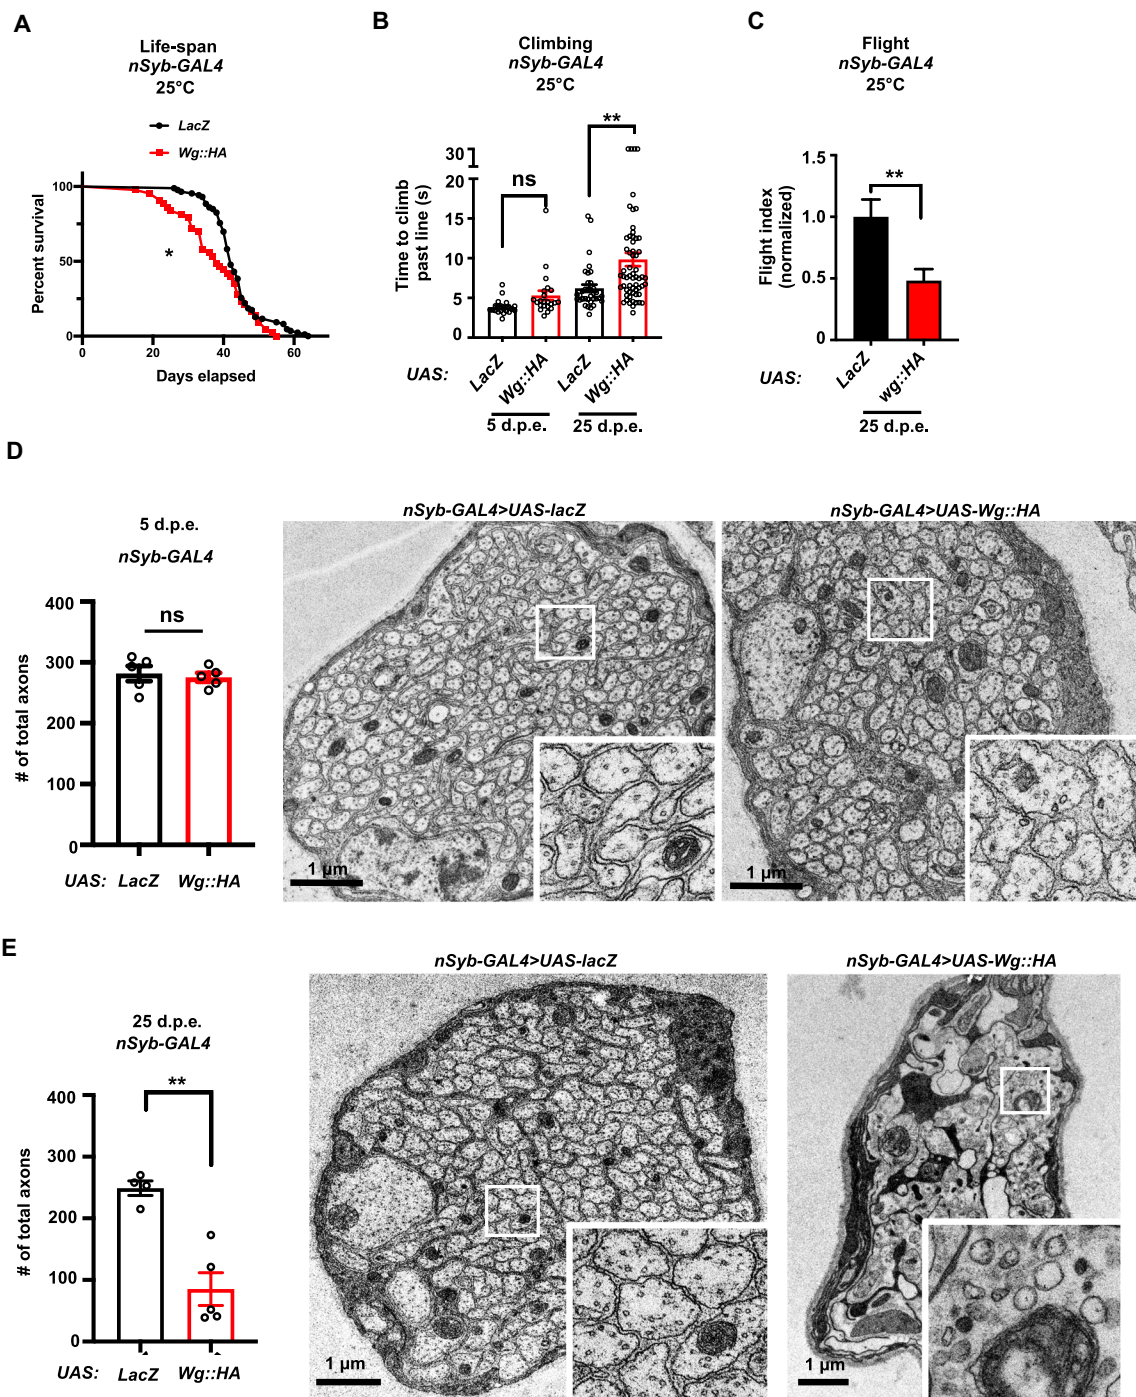 A
Life-span
nSyb-GAL4
25°C
LacZ
Wg::HA
Percent survival
100
50
0
0 20 40 60
Days elapsed
*
B
Climbing
nSyb-GAL4
25°C
Time to climb
past line (s)
30
20
15
10
5
0
ns
**
UAS:
LacZ
Wg::HA
LacZ
Wg::HA
5 d.p.e. 25 d.p.e.
C
Flight
nSyb-GAL4
25°C
Flight index
(normalized)
1.5
1.0
0.5
0
**
UAS:
LacZ
wg::HA
25 d.p.e.
D
5 d.p.e.
nSyb-GAL4
# of total axons
400
300
200
100
0
ns
UAS: LacZ Wg::HA
nSyb-GAL4>UAS-lacZ
1 µm
nSyb-GAL4>UAS-Wg::HA
1 µm
E
25 d.p.e.
nSyb-GAL4
# of total axons
400
300
200
100
0
**
UAS: LacZ Wg::HA
nSyb-GAL4>UAS-lacZ
1 µm
nSyb-GAL4>UAS-Wg::HA
1 µm